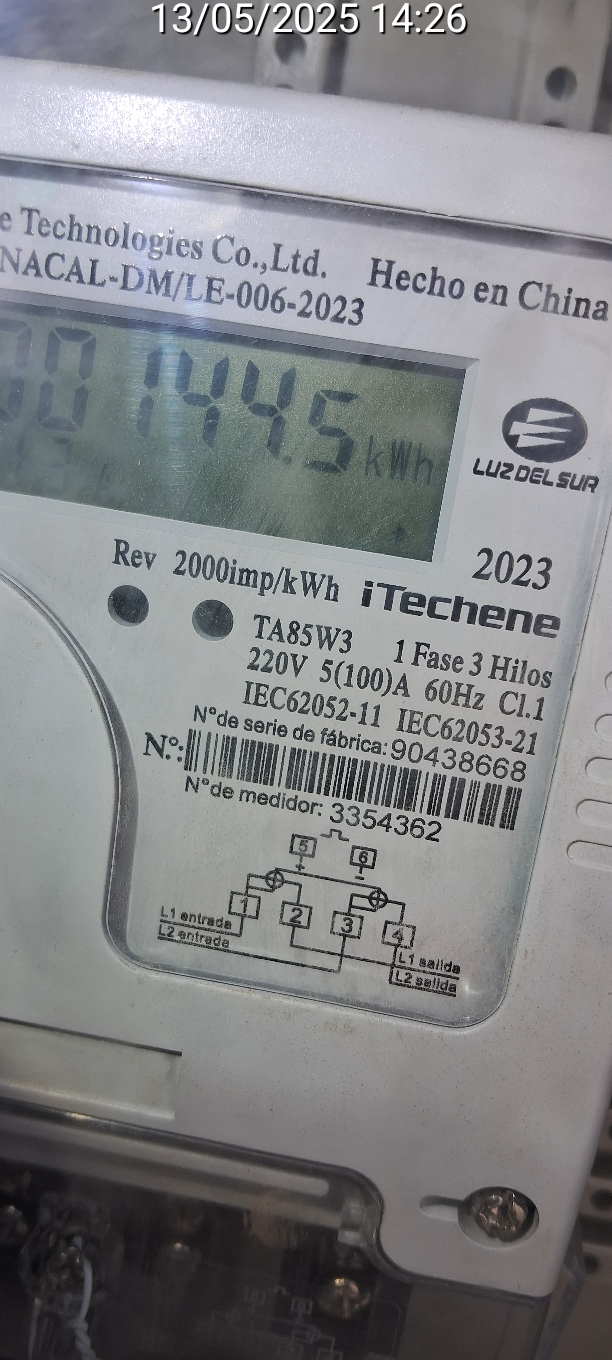 13/05/2025 14:26
e Technologies Co.,Ltd. Hecho en China
NACAL-DM/LE-006-2023
00144.5 kWh
LUZ DEL SUR
2023
Rev 2000imp/kWh iTechene
TA85W3 1 Fase 3 Hilos
220V 5(100)A 60Hz Cl.1
IEC62052-11 IEC62053-21
N°de serie de fábrica: 90438668
N.º:
N°de medidor: 3354362
5 6
+ -
1 2 3 4
L1 entrada
L2 entrada
L1 salida
L2 salida